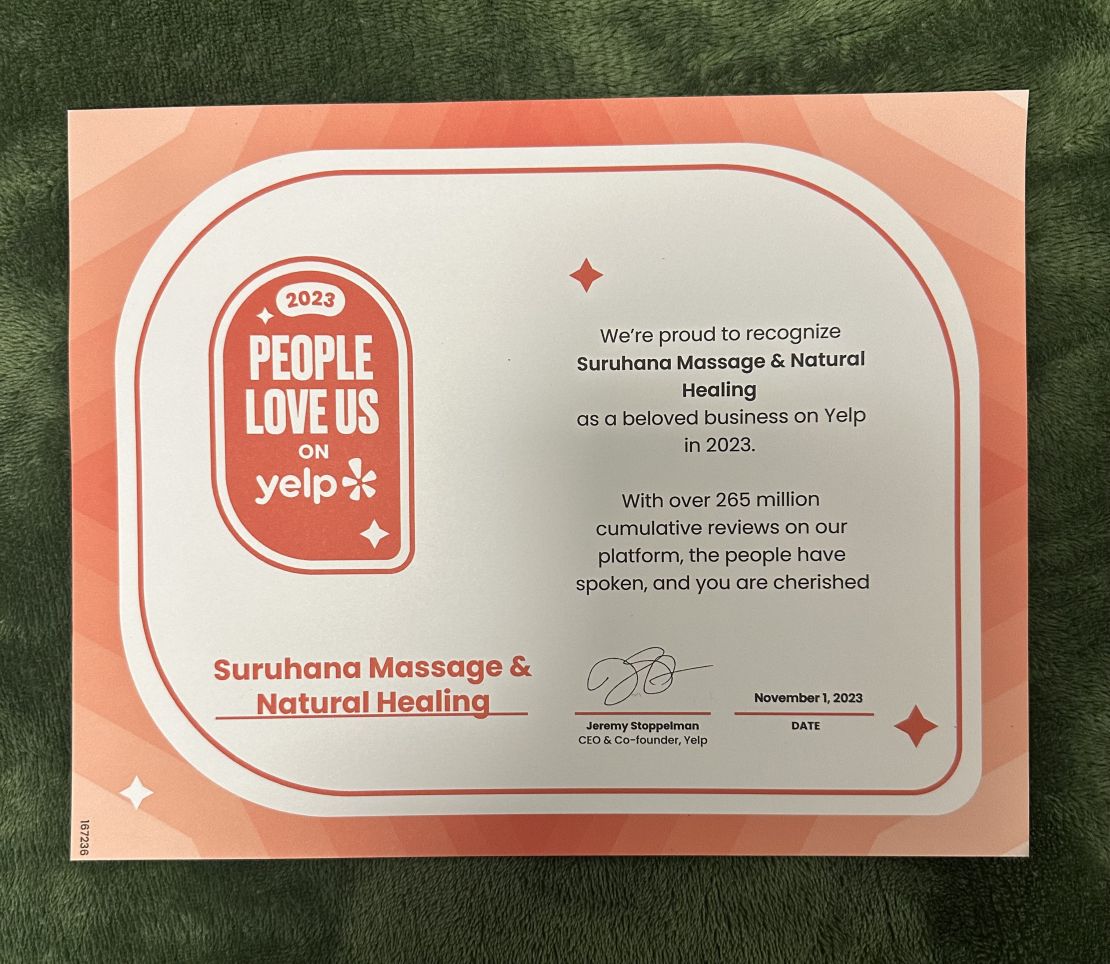 2023
PEOPLE
LOVE US
ON
yelp
We’re proud to recognize
Suruhana Massage & Natural
Healing
as a beloved business on Yelp
in 2023.
With over 265 million
cumulative reviews on our
platform, the people have
spoken, and you are cherished
Suruhana Massage &
Natural Healing
Jeremy Stoppelman
CEO & Co-founder, Yelp
November 1, 2023
DATE
167236